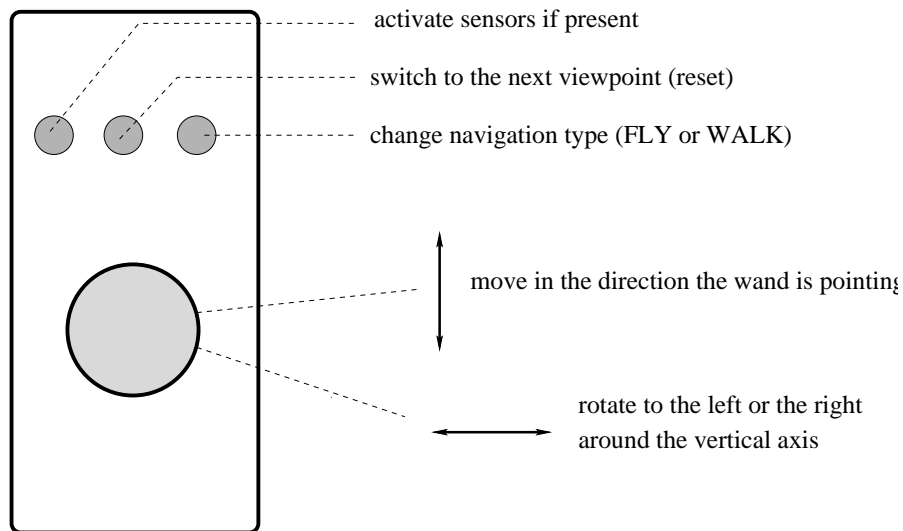 activate sensors if present
switch to the next viewpoint (reset)
change navigation type (FLY or WALK)
move in the direction the wand is pointing
rotate to the left or the right
around the vertical axis